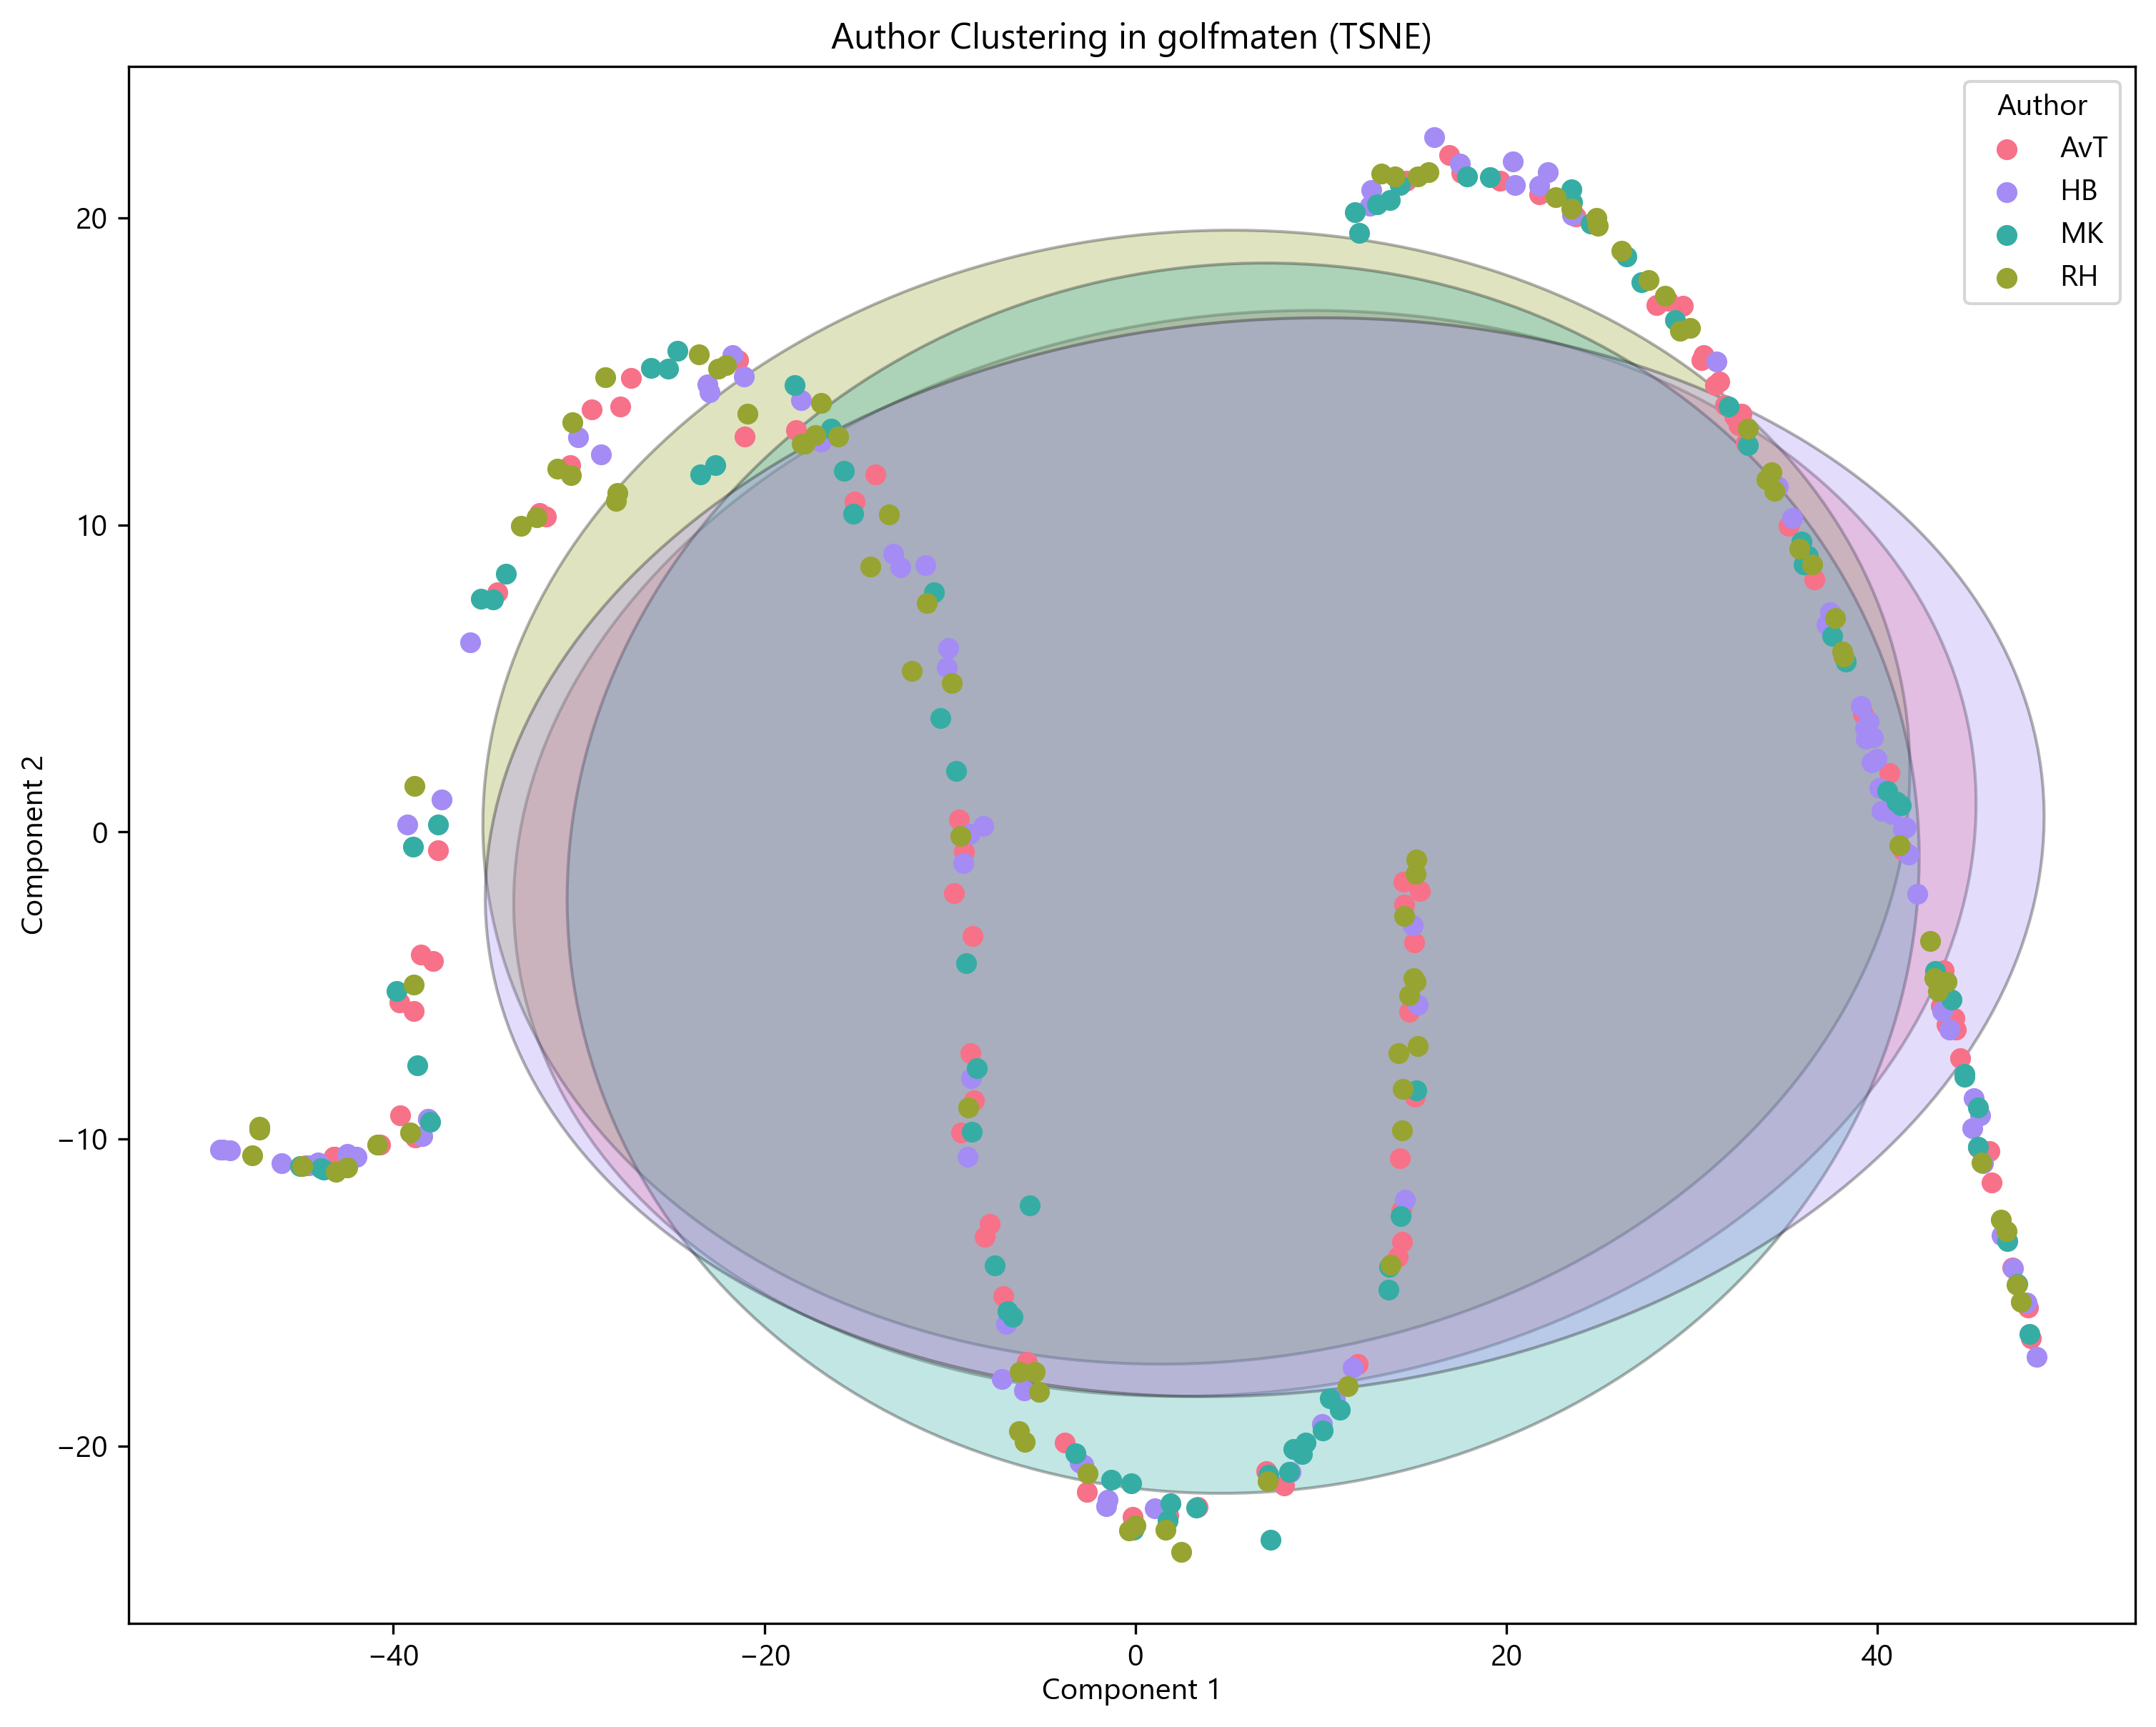 Author Clustering in golfmaten (TSNE)
Author
AvT
HB
MK
RH
20
10
0
−10
−20
Component 2
−40
−20
0
20
40
Component 1